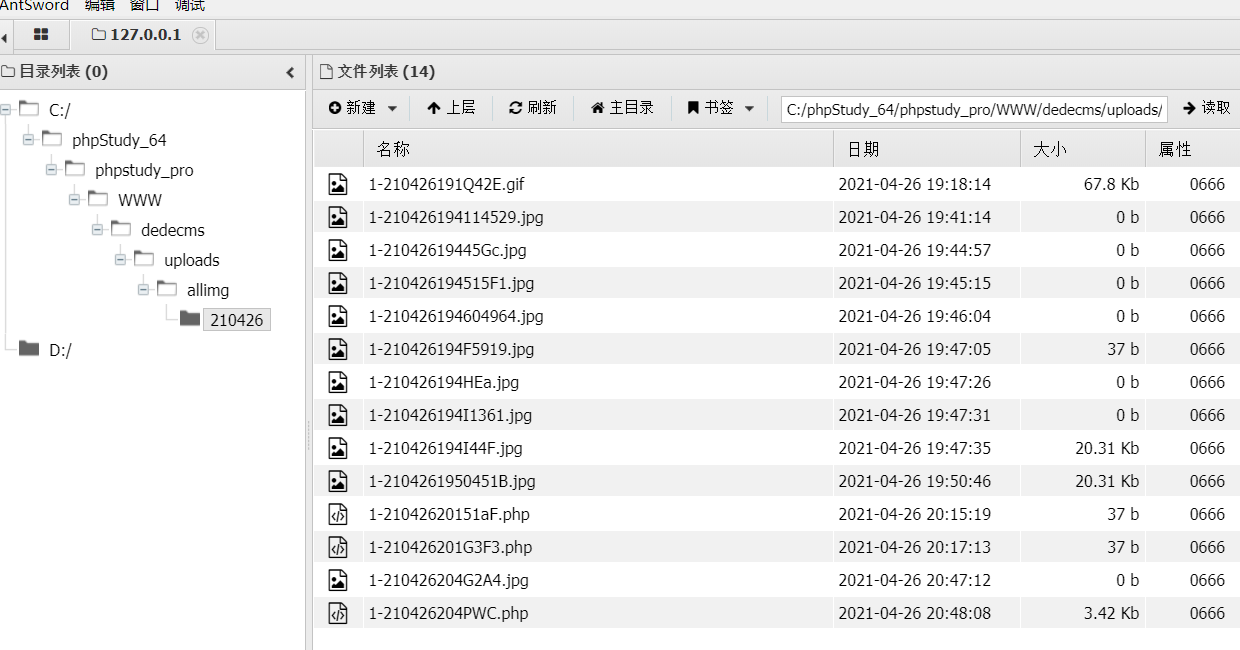 AntSword 编辑 窗口 调试
127.0.0.1
目录列表 (0)
C:/
phpStudy_64
phpstudy_pro
WWW
dedecms
uploads
allimg
210426
D:/
文件列表 (14)
新建 上层 刷新 主目录 书签 C:/phpStudy_64/phpstudy_pro/WWW/dedecms/uploads/ 读取
名称 日期 大小 属性
1-210426191Q42E.gif 2021-04-26 19:18:14 67.8 Kb 0666
1-210426194114529.jpg 2021-04-26 19:41:14 0 b 0666
1-21042619445Gc.jpg 2021-04-26 19:44:57 0 b 0666
1-210426194515F1.jpg 2021-04-26 19:45:15 0 b 0666
1-210426194604964.jpg 2021-04-26 19:46:04 0 b 0666
1-210426194F5919.jpg 2021-04-26 19:47:05 37 b 0666
1-210426194HEa.jpg 2021-04-26 19:47:26 0 b 0666
1-210426194I1361.jpg 2021-04-26 19:47:31 0 b 0666
1-210426194I44F.jpg 2021-04-26 19:47:35 20.31 Kb 0666
1-2104261950451B.jpg 2021-04-26 19:50:46 20.31 Kb 0666
1-21042620151aF.php 2021-04-26 20:15:19 37 b 0666
1-210426201G3F3.php 2021-04-26 20:17:13 37 b 0666
1-210426204G2A4.jpg 2021-04-26 20:47:12 0 b 0666
1-210426204PWC.php 2021-04-26 20:48:08 3.42 Kb 0666